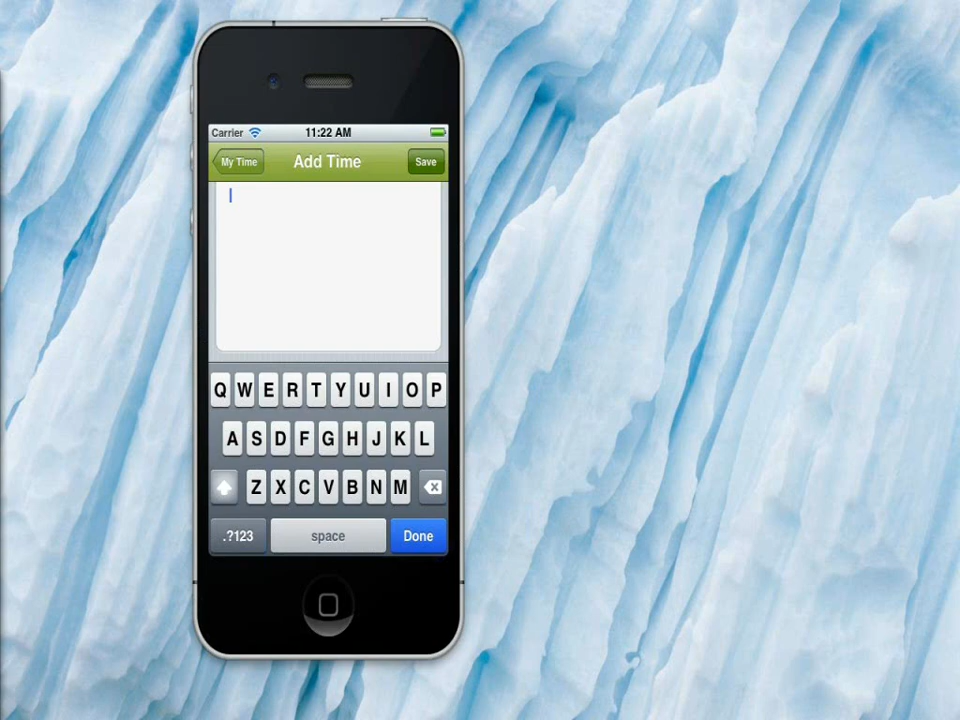 Carrier 11:22 AM
My Time Add Time Save
Q W E R T Y U I O P
A S D F G H J K L
Z X C V B N M
.?123 space Done